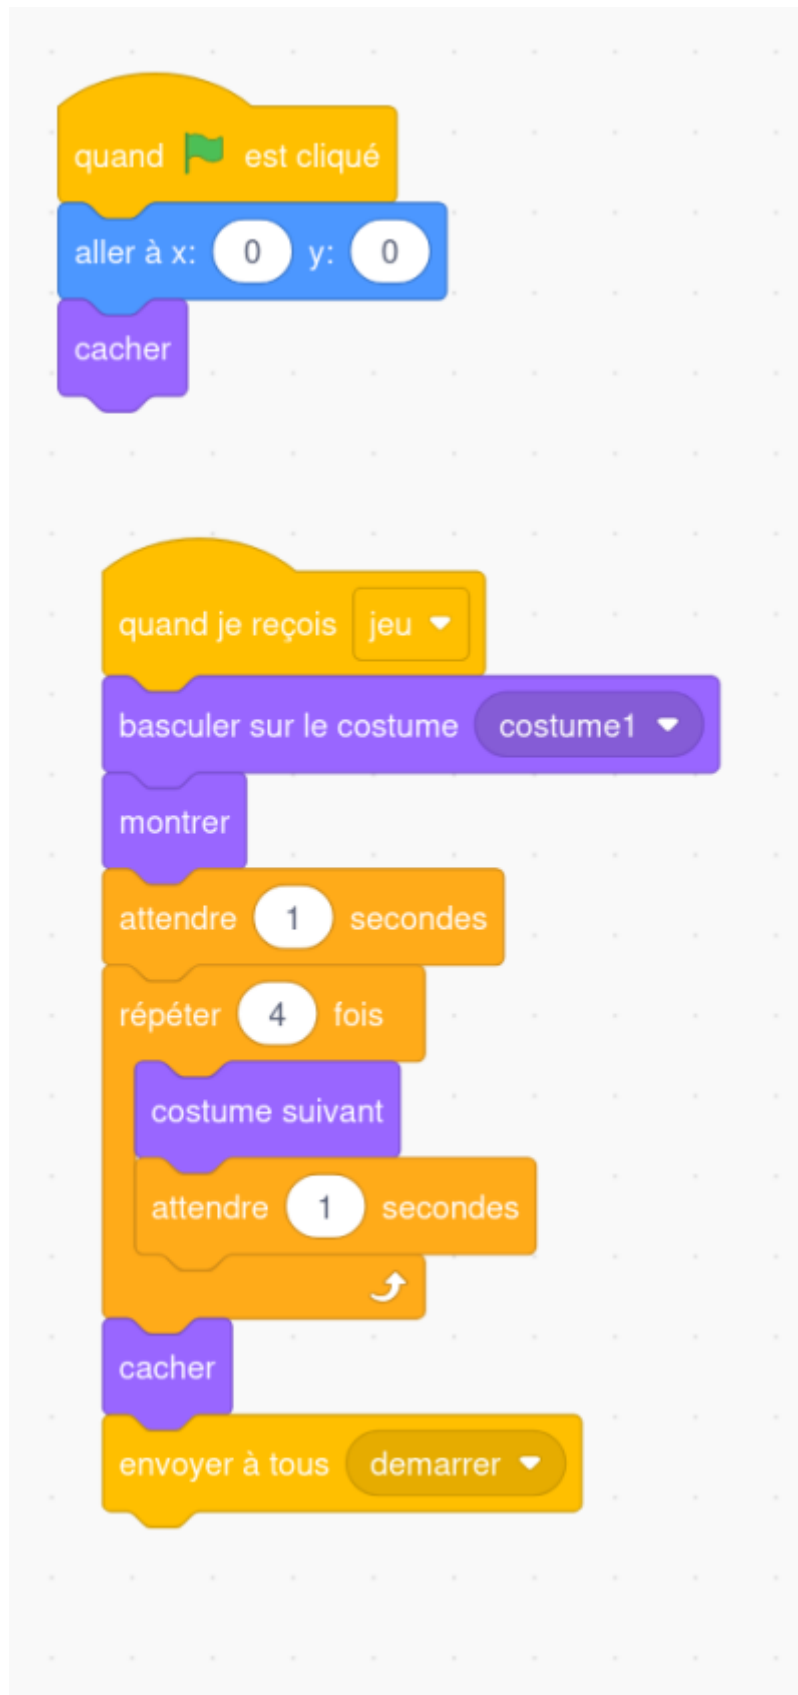 quand est cliqué
aller à x: 0 y: 0
cacher
quand je reçois jeu
basculer sur le costume costume1
montrer
attendre 1 secondes
répéter 4 fois
costume suivant
attendre 1 secondes
cacher
envoyer à tous demarrer